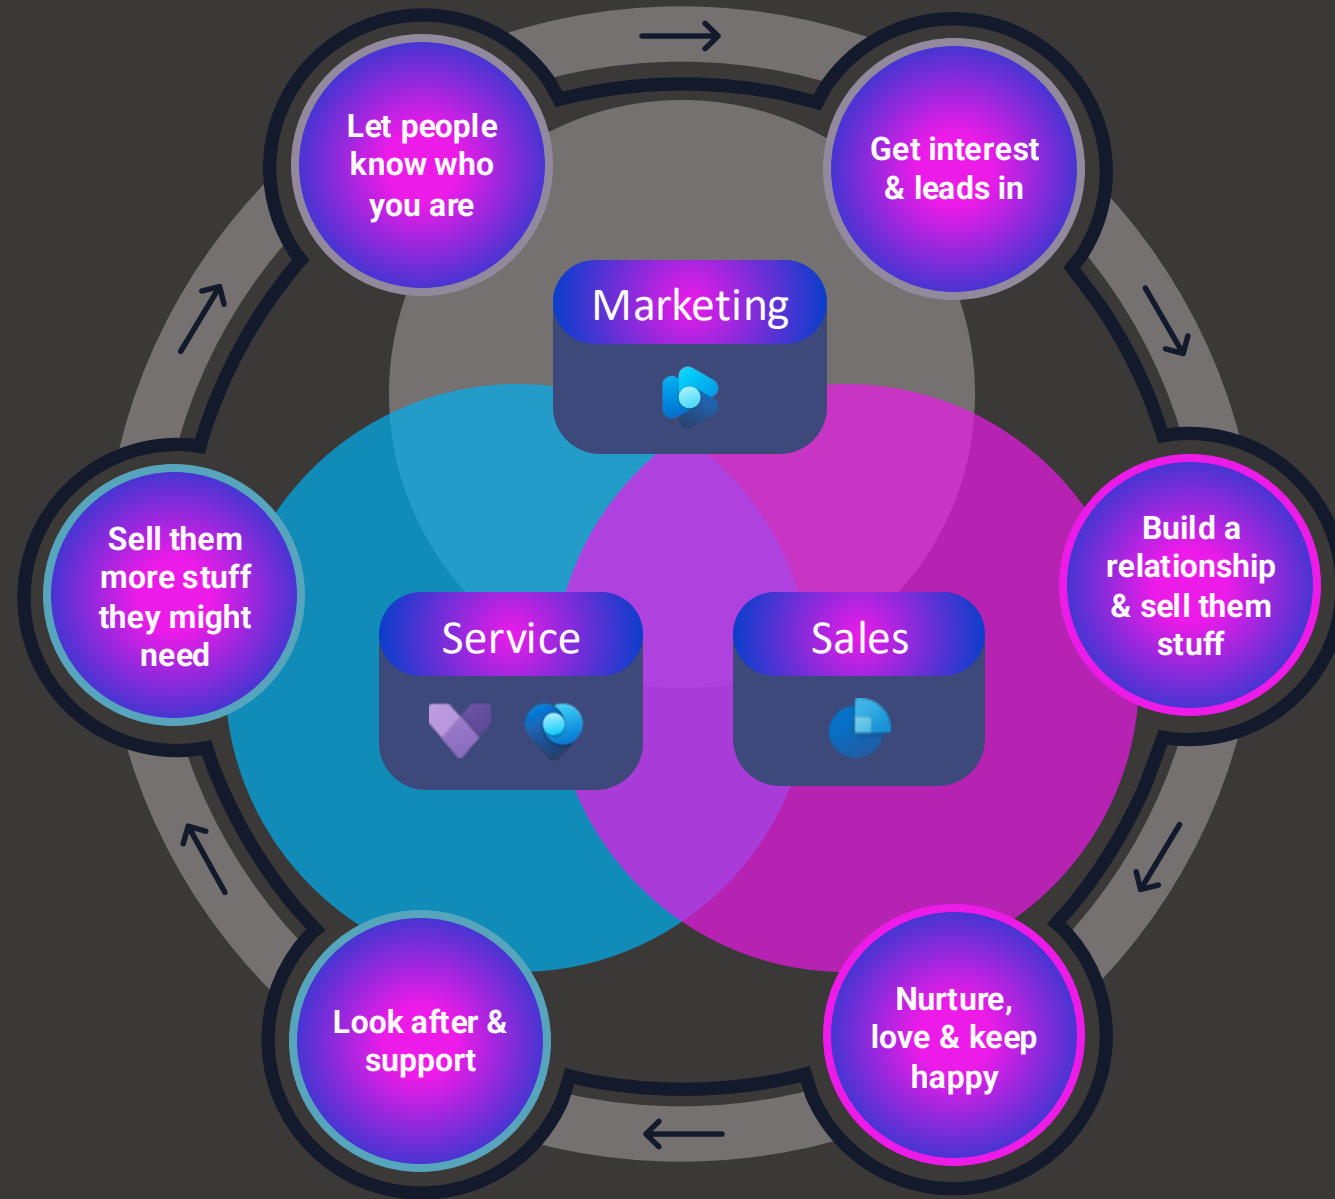 Let people
know who
you are
Get interest
& leads in
Marketing
Sell them
more stuff
they might
need
Build a
relationship
& sell them
stuff
Service
Sales
Look after &
support
Nurture,
love & keep
happy